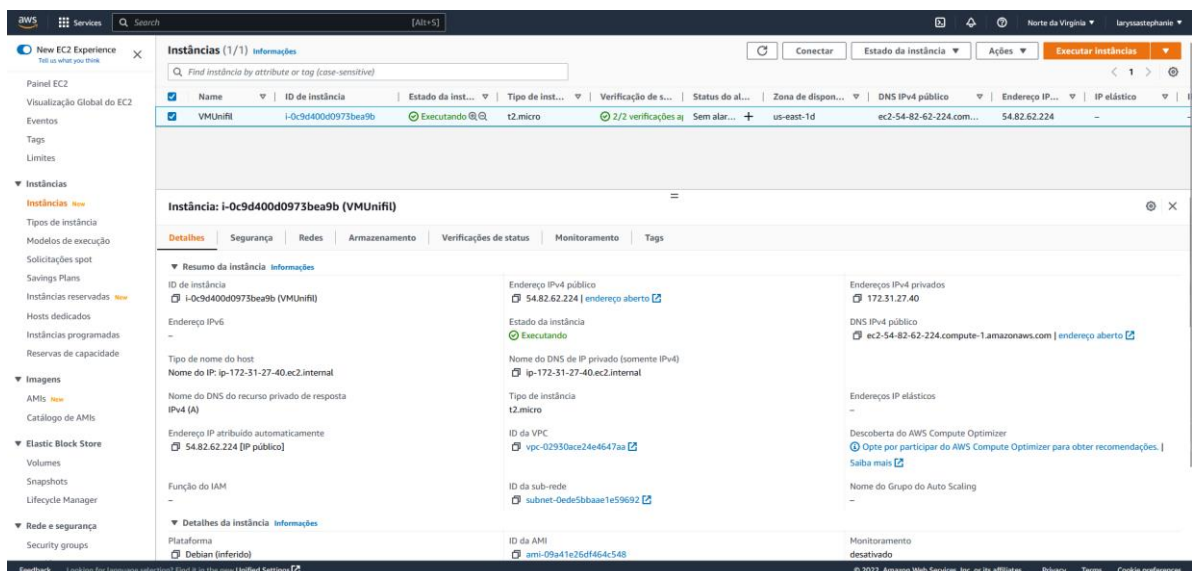 aws Services Search [Alt+S] Norte da Virgínia laryssastephanie
New EC2 Experience
Tell us what you think
Painel EC2
Visualização Global do EC2
Eventos
Tags
Limites
Instâncias
Instâncias New
Tipos de instância
Modelos de execução
Solicitações spot
Savings Plans
Instâncias reservadas New
Hosts dedicados
Instâncias programadas
Reservas de capacidade
Imagens
AMIs New
Catálogo de AMIs
Elastic Block Store
Volumes
Snapshots
Lifecycle Manager
Rede e segurança
Security groups
Instâncias (1/1) Informações Conectar Estado da instância Ações Executar instâncias
Find instância by attribute or tag (case-sensitive) 1
Name ID de instância Estado da inst... Tipo de inst... Verificação de s... Status do al... Zona de dispon... DNS IPv4 público Endereço IP... IP elástico
VMUnifil i-0c9d400d0973bea9b Executando t2.micro 2/2 verificações Sem alar... us-east-1d ec2-54-82-62-224.com... 54.82.62.224 –
Instância: i-0c9d400d0973bea9b (VMUnifil)
Detalhes Segurança Redes Armazenamento Verificações de status Monitoramento Tags
Resumo da instância Informações
ID de instância Endereço IPv4 público Endereços IPv4 privados
i-0c9d400d0973bea9b (VMUnifil) 54.82.62.224 | endereço aberto 172.31.27.40
Endereço IPv6 Estado da instância DNS IPv4 público
– Executando ec2-54-82-62-224.compute-1.amazonaws.com | endereço aberto
Tipo de nome do host Nome do DNS de IP privado (somente IPv4)
Nome do IP: ip-172-31-27-40.ec2.internal ip-172-31-27-40.ec2.internal
Nome do DNS do recurso privado de resposta Tipo de instância Endereços IP elásticos
IPv4 (A) t2.micro –
Endereço IP atribuído automaticamente ID da VPC Descoberta do AWS Compute Optimizer
54.82.62.224 [IP público] vpc-02930ace24e4647aa Opte por participar do AWS Compute Optimizer para obter recomendações. |
Saiba mais
Função do IAM ID da sub-rede Nome do Grupo do Auto Scaling
– subnet-0ede5bbaae1e59692 –
Detalhes da instância Informações
Plataforma ID da AMI Monitoramento
Debian (inferido) ami-09a41e26df464c548 desativado
Feedback Looking for language selection? Find it in the new Unified Settings © 2022, Amazon Web Services, Inc. or its affiliates. Privacy Terms Cookie preferences